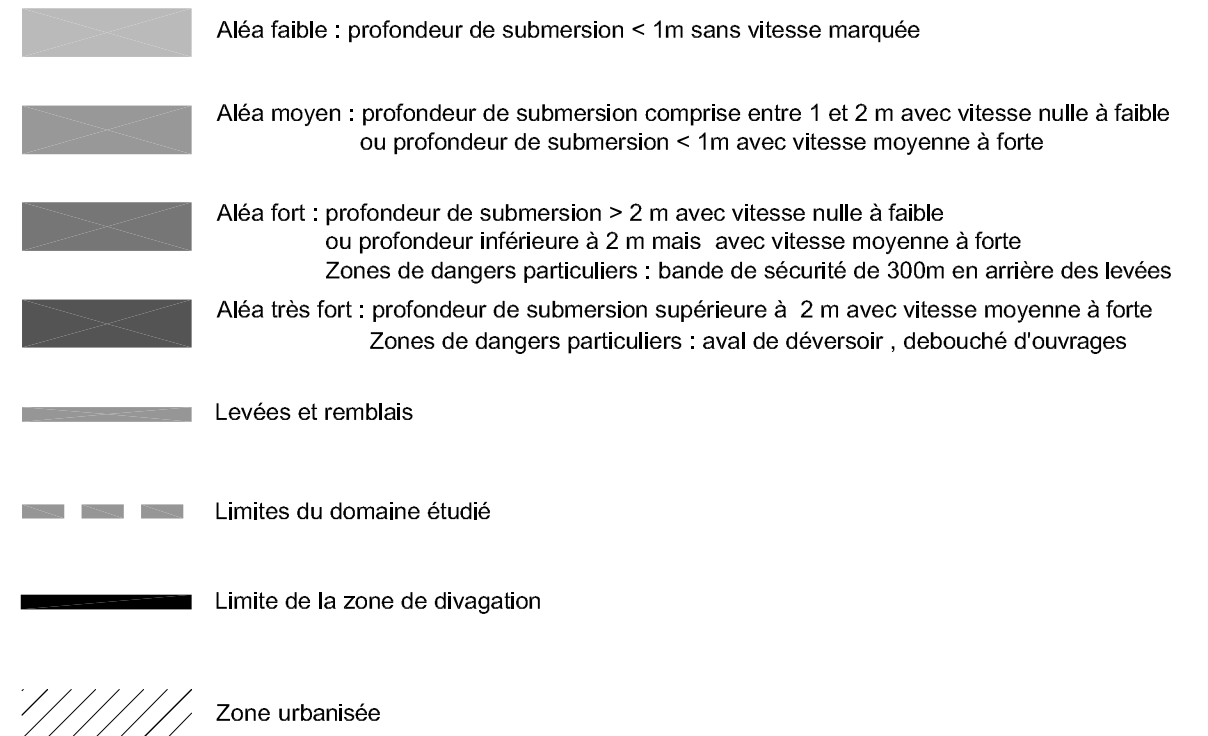 Aléa faible : profondeur de submersion < 1m sans vitesse marquée
Aléa moyen : profondeur de submersion comprise entre 1 et 2 m avec vitesse nulle à faible
ou profondeur de submersion < 1m avec vitesse moyenne à forte
Aléa fort : profondeur de submersion > 2 m avec vitesse nulle à faible
ou profondeur inférieure à 2 m mais avec vitesse moyenne à forte
Zones de dangers particuliers : bande de sécurité de 300m en arrière des levées
Aléa très fort : profondeur de submersion supérieure à 2 m avec vitesse moyenne à forte
Zones de dangers particuliers : aval de déversoir , debouché d'ouvrages
Levées et remblais
Limites du domaine étudié
Limite de la zone de divagation
Zone urbanisée